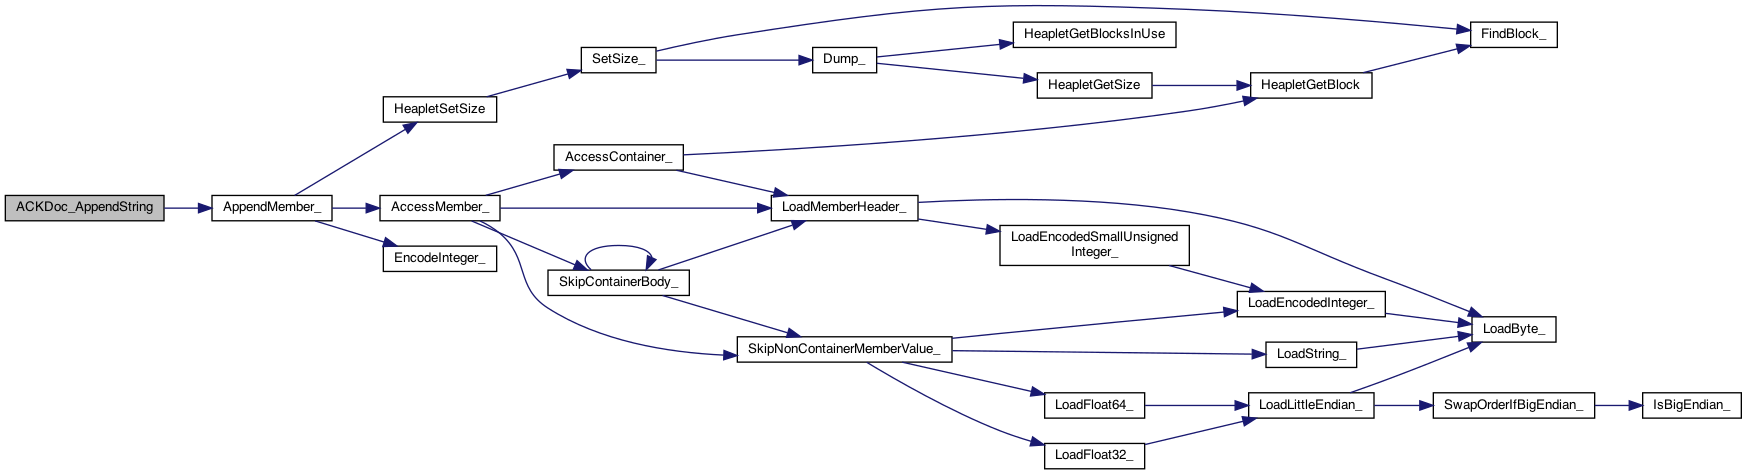 FindBlock_
HeapletGetBlocksInUse
SetSize_
Dump_
HeapletGetSize
HeapletGetBlock
HeapletSetSize
AccessContainer_
ACKDoc_AppendString
AppendMember_
AccessMember_
LoadMemberHeader_
LoadEncodedSmallUnsigned
Integer_
EncodeInteger_
SkipContainerBody_
LoadEncodedInteger_
LoadByte_
SkipNonContainerMemberValue_
LoadString_
LoadFloat64_
LoadLittleEndian_
SwapOrderIfBigEndian_
IsBigEndian_
LoadFloat32_